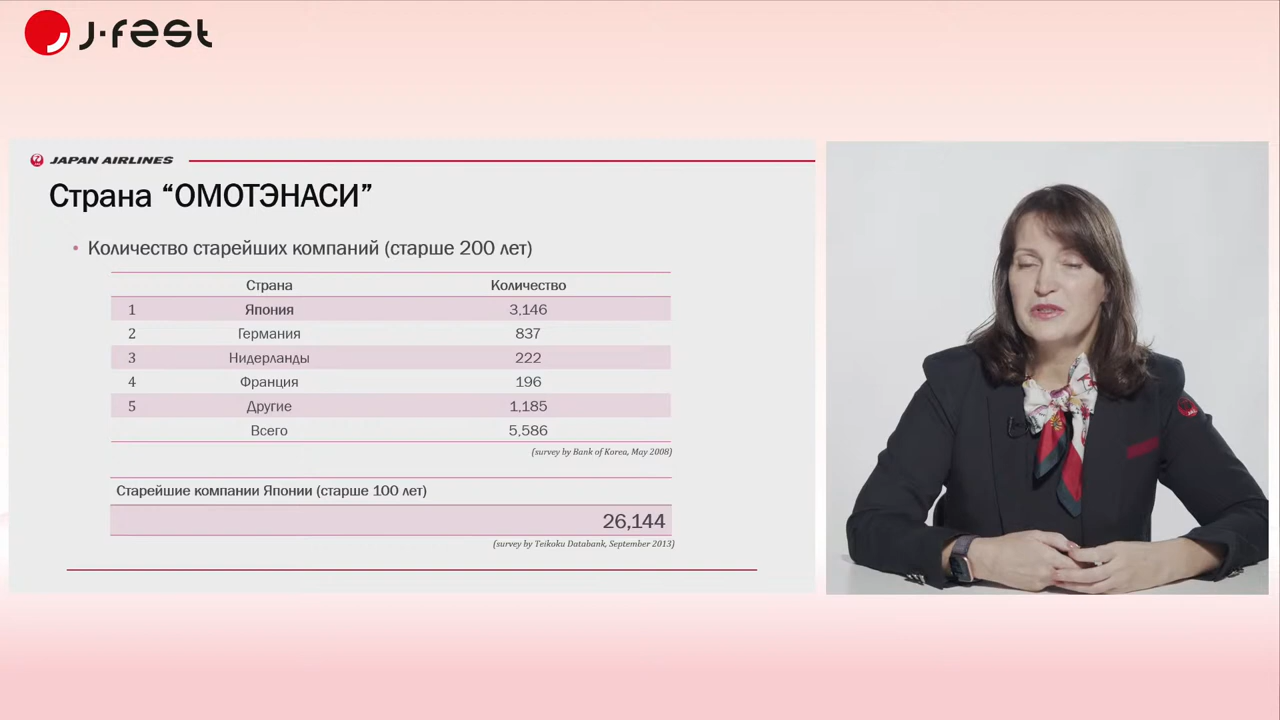 J-fest
JAPAN AIRLINES
Страна “ОМОТЭНАСИ”
• Количество старейших компаний (старше 200 лет)
Страна Количество
1 Япония 3,146
2 Германия 837
3 Нидерланды 222
4 Франция 196
5 Другие 1,185
Всего 5,586
(survey by Bank of Korea, May 2008)
Старейшие компании Японии (старше 100 лет)
26,144
(survey by Teikoku Databank, September 2013)